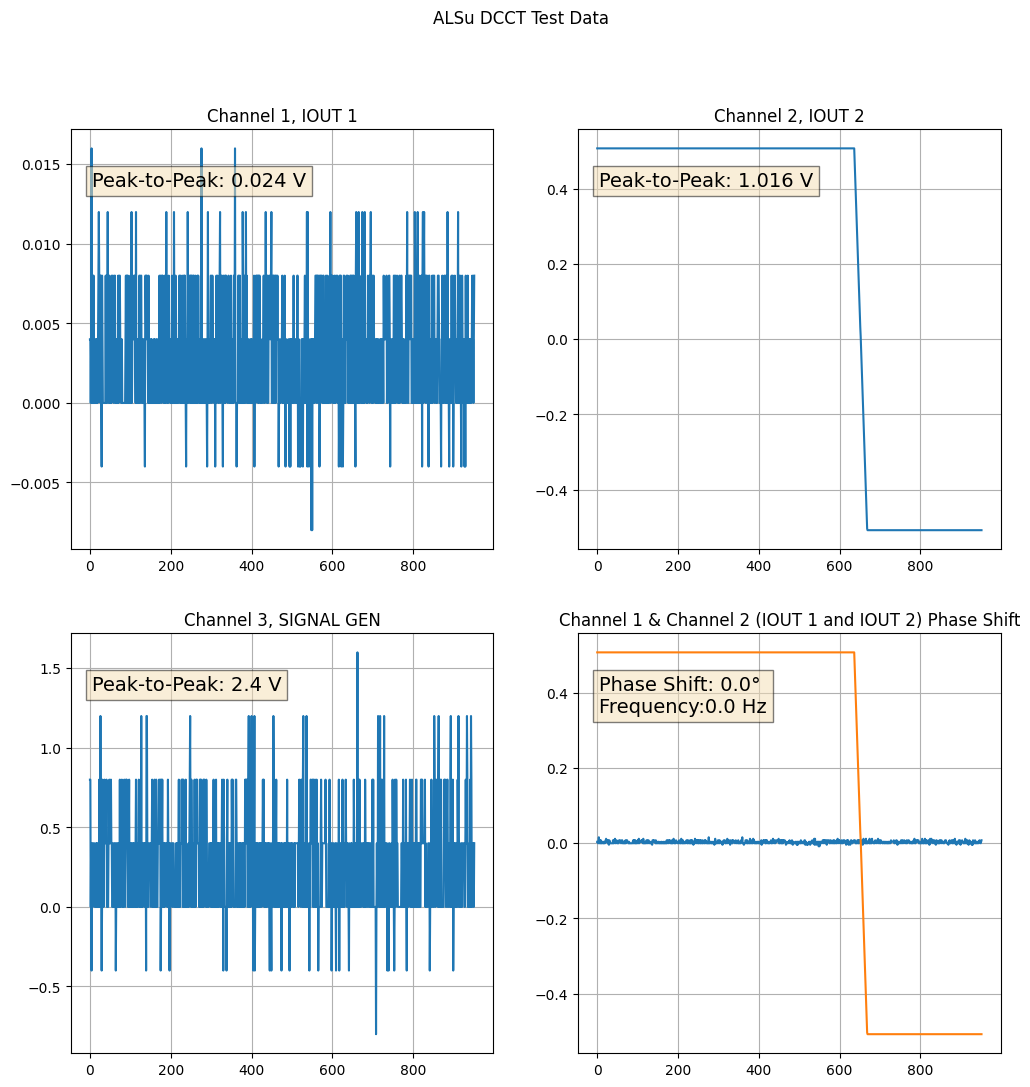 ALSu DCCT Test Data
Channel 1, IOUT 1
Peak-to-Peak: 0.024 V
0.015
0.010
0.005
0.000
−0.005
0 200 400 600 800
Channel 2, IOUT 2
Peak-to-Peak: 1.016 V
0.4
0.2
0.0
−0.2
−0.4
0 200 400 600 800
Channel 3, SIGNAL GEN
Peak-to-Peak: 2.4 V
1.5
1.0
0.5
0.0
−0.5
0 200 400 600 800
Channel 1 & Channel 2 (IOUT 1 and IOUT 2) Phase Shift
Phase Shift: 0.0°
Frequency:0.0 Hz
0.4
0.2
0.0
−0.2
−0.4
0 200 400 600 800